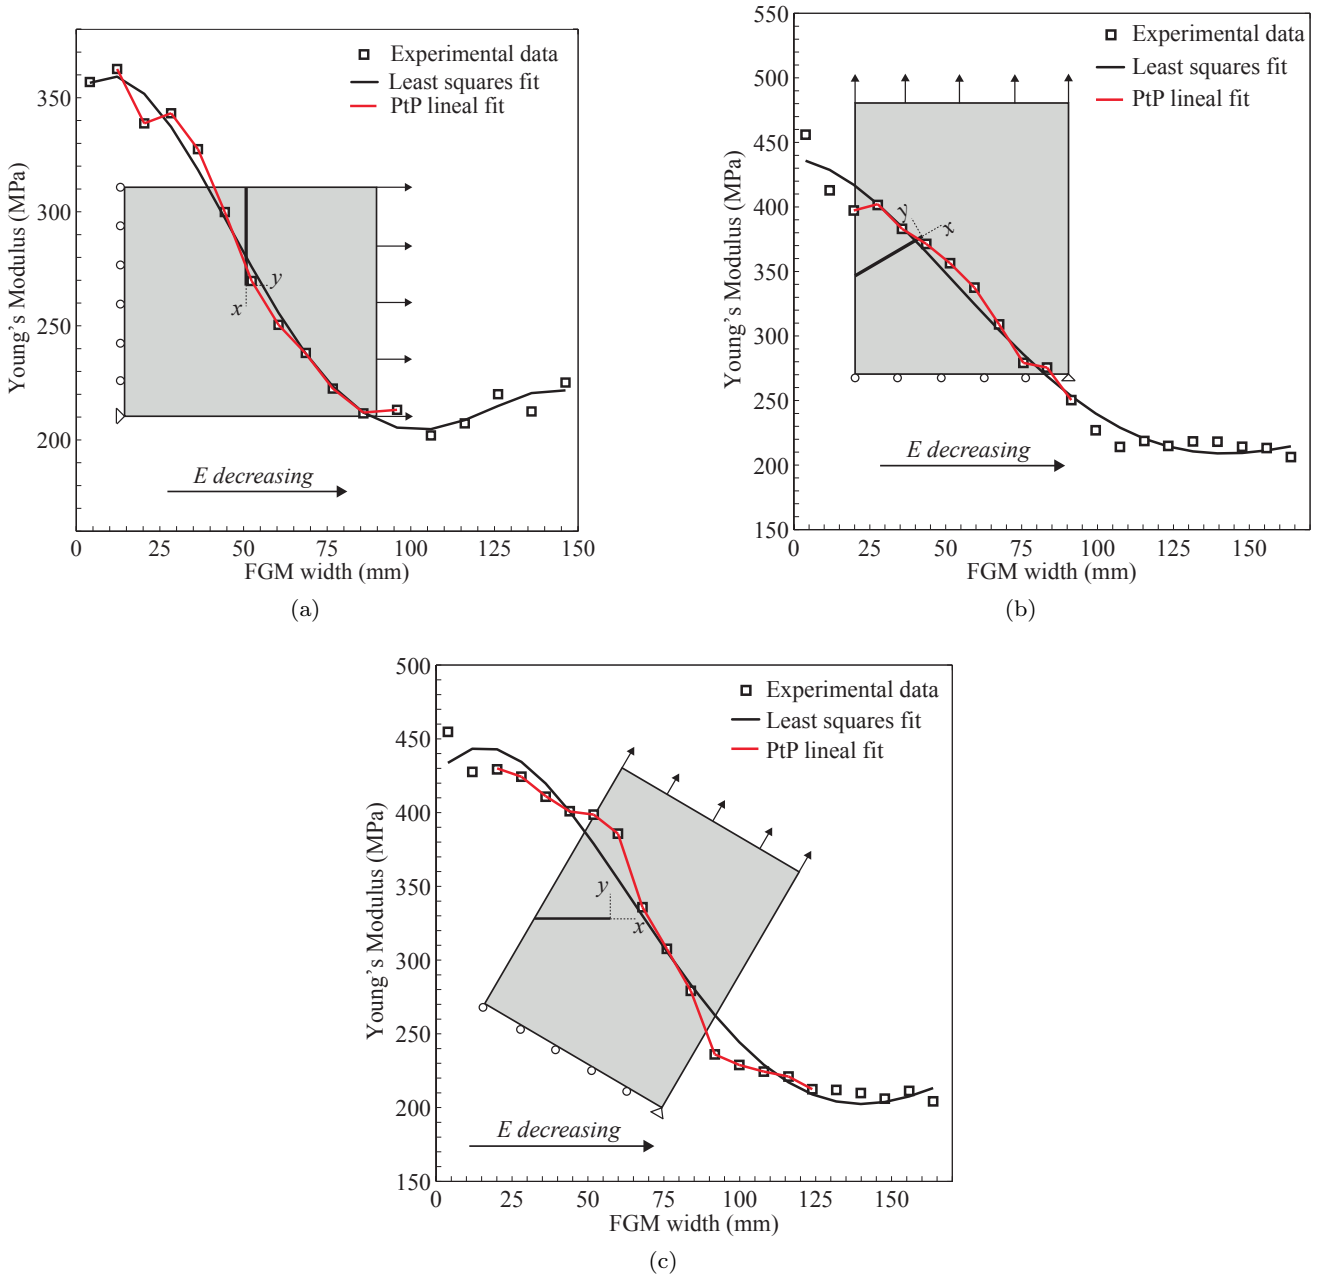 Experimental data
Least squares fit
PtP lineal fit
350
300
250
200
Young's Modulus (MPa)
y
x
E decreasing
0 25 50 75 100 125 150
FGM width (mm)
(a)
550
500
450
400
350
300
250
200
150
Young's Modulus (MPa)
Experimental data
Least squares fit
PtP lineal fit
y
x
E decreasing
0 25 50 75 100 125 150
FGM width (mm)
(b)
500
450
400
350
300
250
200
150
Young's Modulus (MPa)
Experimental data
Least squares fit
PtP lineal fit
y
x
E decreasing
0 25 50 75 100 125 150
FGM width (mm)
(c)